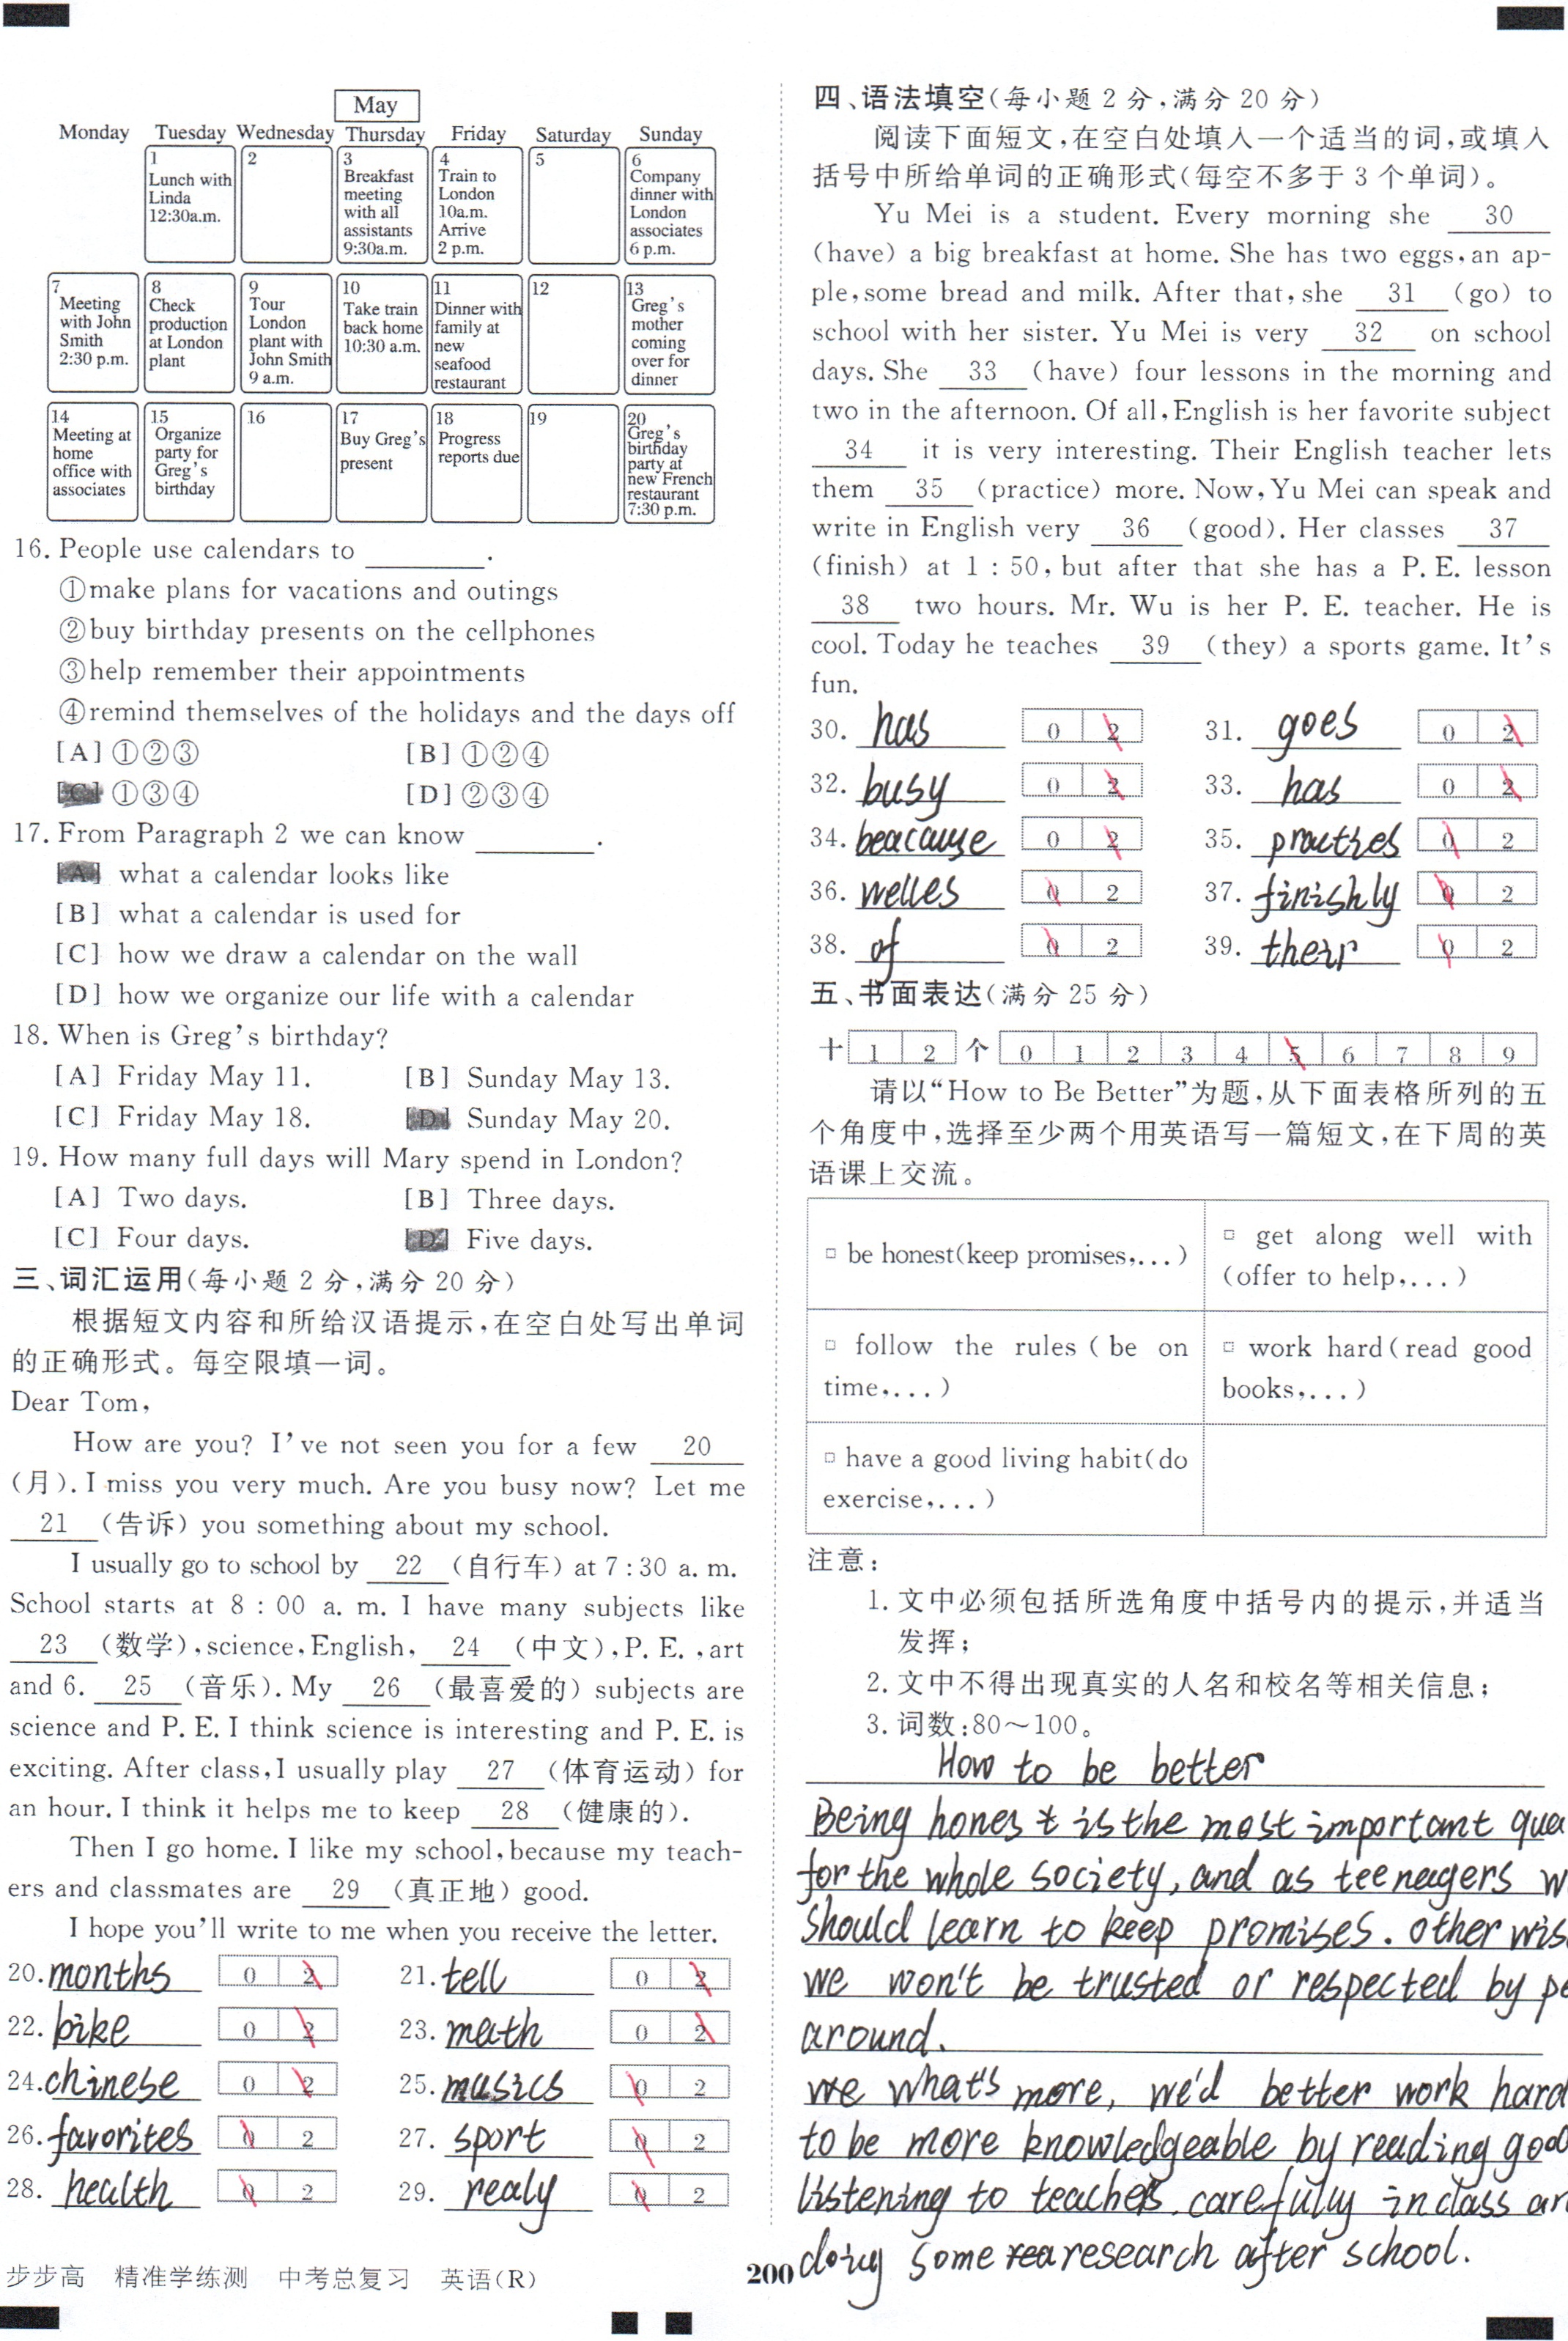 May
Monday Tuesday Wednesday Thursday Friday Saturday Sunday
1
Lunch with
Linda
12:30a.m.
2
3
Breakfast
meeting
with all
assistants
9:30a.m.
4
Train to
London
10a.m.
Arrive
2 p.m.
5
6
Company
dinner with
London
associates
6 p.m.
7
Meeting
with John
Smith
2:30 p.m.
8
Check
production
at London
plant
9
Tour
London
plant with
John Smith
9 a.m.
10
Take train
back home
10:30 a.m.
11
Dinner with
family at
new
seafood
restaurant
12
13
Greg's
mother
coming
over for
dinner
14
Meeting at
home
office with
associates
15
Organize
party for
Greg's
birthday
16
17
Buy Greg's
present
18
Progress
reports due
19
20
Greg's
birthday
party at
new French
restaurant
7:30 p.m.
16. People use calendars to ________.
①make plans for vacations and outings
②buy birthday presents on the cellphones
③help remember their appointments
④remind themselves of the holidays and the days off
[A] ①②③ [B] ①②④
[C] ①③④ [D] ②③④
17. From Paragraph 2 we can know ________.
[A] what a calendar looks like
[B] what a calendar is used for
[C] how we draw a calendar on the wall
[D] how we organize our life with a calendar
18. When is Greg's birthday?
[A] Friday May 11. [B] Sunday May 13.
[C] Friday May 18. [D] Sunday May 20.
19. How many full days will Mary spend in London?
[A] Two days. [B] Three days.
[C] Four days. [D] Five days.
三、词汇运用(每小题 2 分,满分 20 分)
根据短文内容和所给汉语提示,在空白处写出单词
的正确形式。每空限填一词。
Dear Tom,
How are you? I've not seen you for a few 20
(月). I miss you very much. Are you busy now? Let me
21 (告诉) you something about my school.
I usually go to school by 22 (自行车) at 7:30 a. m.
School starts at 8 : 00 a. m. I have many subjects like
23 (数学), science, English, 24 (中文), P. E. , art
and 6. 25 (音乐). My 26 (最喜爱的) subjects are
science and P. E. I think science is interesting and P. E. is
exciting. After class, I usually play 27 (体育运动) for
an hour. I think it helps me to keep 28 (健康的).
Then I go home. I like my school, because my teach-
ers and classmates are 29 (真正地) good.
I hope you'll write to me when you receive the letter.
20. months 0 2 21. tell 0 2
22. bike 0 2 23. math 0 2
24. chinese 0 2 25. musics 0 2
26. favorites 0 2 27. sport 0 2
28. health 0 2 29. realy 0 2
步步高 精准学练测 中考总复习 英语(R)
200
四、语法填空(每小题 2 分,满分 20 分)
阅读下面短文,在空白处填入一个适当的词,或填入
括号中所给单词的正确形式(每空不多于 3 个单词)。
Yu Mei is a student. Every morning she 30
(have) a big breakfast at home. She has two eggs, an ap-
ple, some bread and milk. After that, she 31 (go) to
school with her sister. Yu Mei is very 32 on school
days. She 33 (have) four lessons in the morning and
two in the afternoon. Of all, English is her favorite subject
34 it is very interesting. Their English teacher lets
them 35 (practice) more. Now, Yu Mei can speak and
write in English very 36 (good). Her classes 37
(finish) at 1 : 50, but after that she has a P. E. lesson
38 two hours. Mr. Wu is her P. E. teacher. He is
cool. Today he teaches 39 (they) a sports game. It's
fun.
30. has 0 2 31. goes 0 2
32. busy 0 2 33. has 0 2
34. beacause 0 2 35. practies 0 2
36. welles 0 2 37. finishly 0 2
38. of 0 2 39. their 0 2
五、书面表达(满分 25 分)
十 1 2 个 0 1 2 3 4 5 6 7 8 9
请以“How to Be Better”为题,从下面表格所列的五
个角度中,选择至少两个用英语写一篇短文,在下周的英
语课上交流。
□ be honest(keep promises,...)
□ get along well with
(offer to help,...)
□ follow the rules ( be on
time,...)
□ work hard(read good
books,...)
□ have a good living habit(do
exercise,...)
注意:
1. 文中必须包括所选角度中括号内的提示,并适当
发挥;
2. 文中不得出现真实的人名和校名等相关信息;
3. 词数:80～100。
How to be better
Being honest is the most important qua
for the whole society, and as teenagers w
should learn to keep promises. other wis
we won't be trusted or respected by pe
around.
we what's more, we'd better work hard
to be more knowledgeable by reading good
listening to teachers carefully in class an
doing some rea research after school.